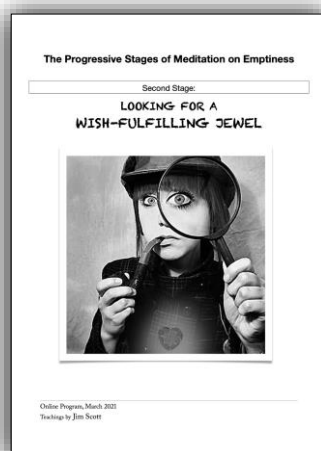 The Progressive Stages of Meditation on Emptiness
Second Stage:
LOOKING FOR A
WISH-FULFILLING JEWEL
Online Program, March 2021
Teachings by Jim Scott